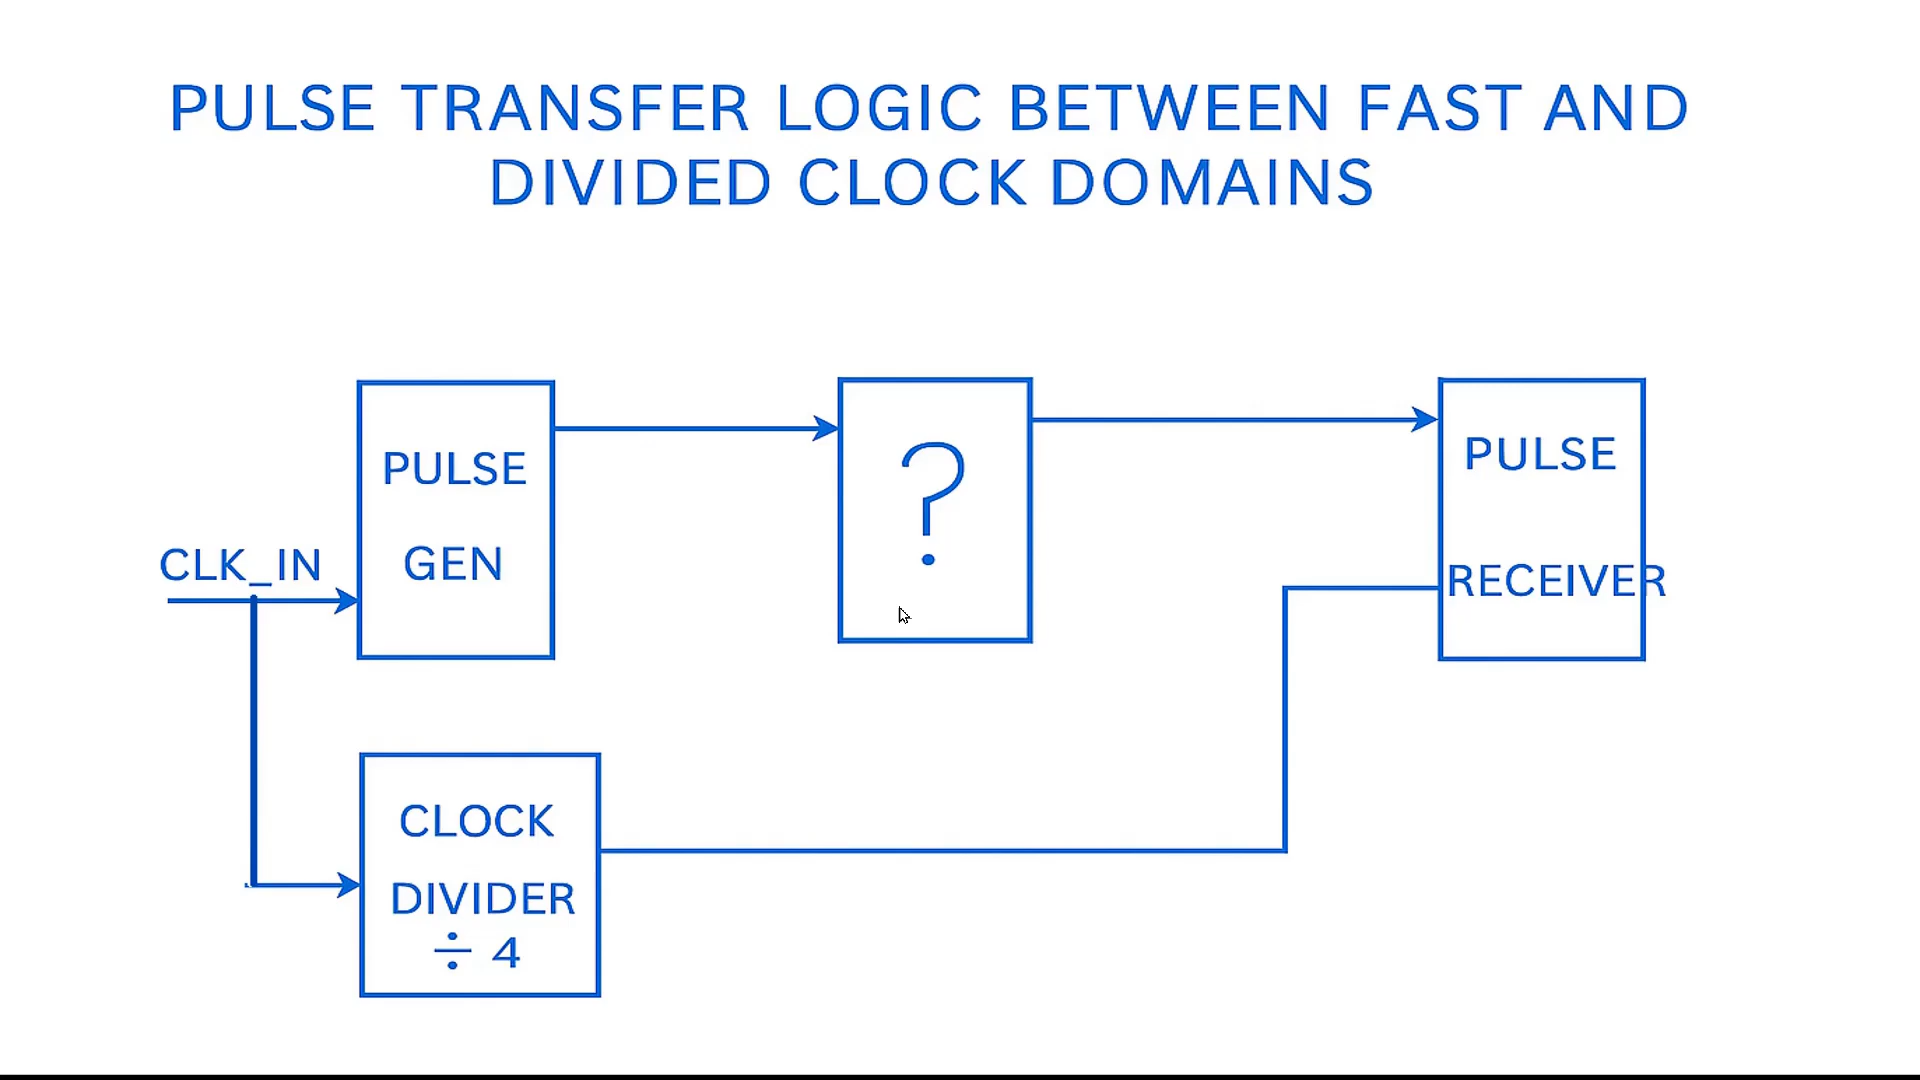 PULSE TRANSFER LOGIC BETWEEN FAST AND
DIVIDED CLOCK DOMAINS
PULSE
GEN
CLK_IN
?
PULSE
RECEIVER
CLOCK
DIVIDER
÷ 4